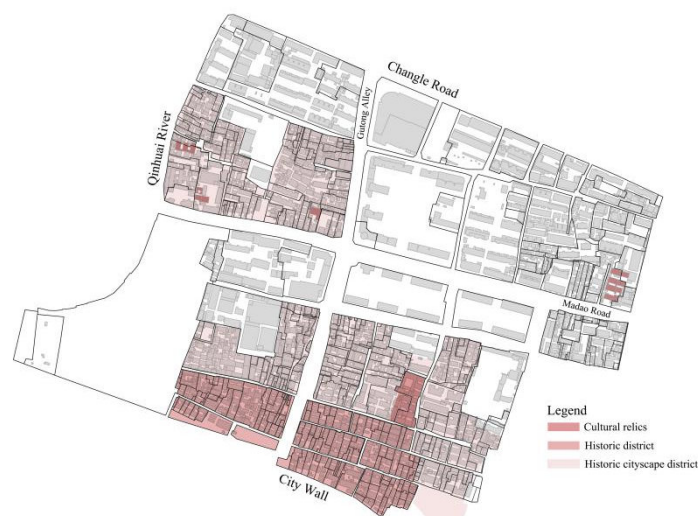 Changle Road
Gutong Alley
Qinhuai River
Madao Road
City Wall
Legend
Cultural relics
Historic district
Historic cityscape district